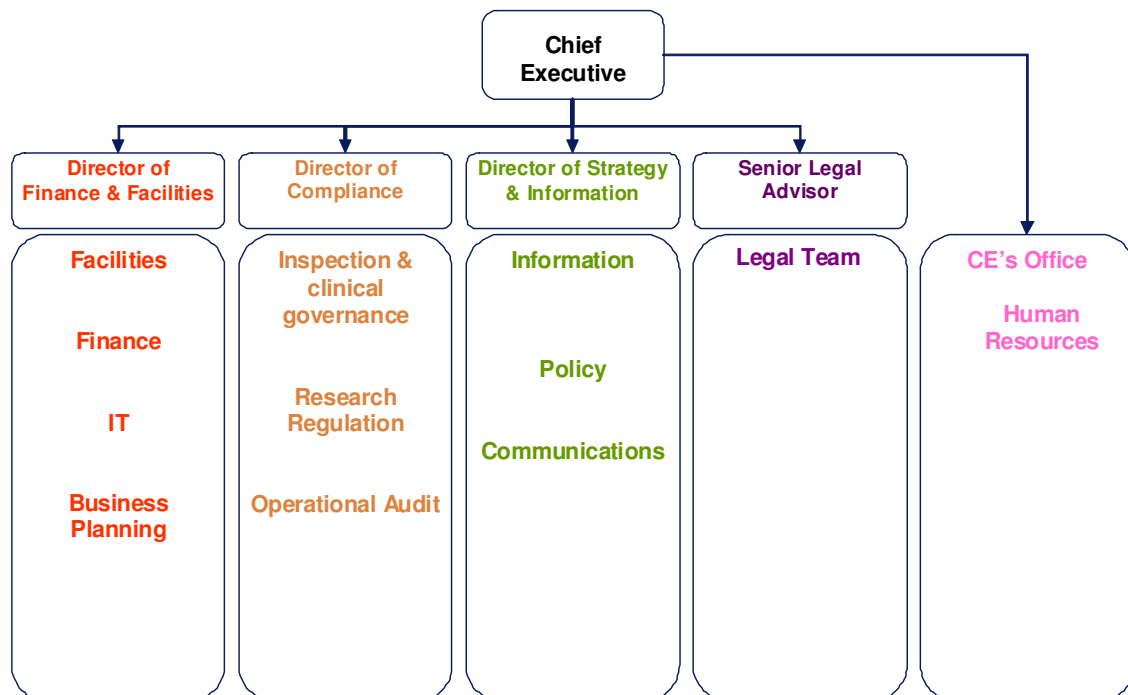 Chief
Executive
Director of
Finance & Facilities
Director of
Compliance
Director of Strategy
& Information
Senior Legal
Advisor
Facilities
Finance
IT
Business
Planning
Inspection &
clinical
governance
Research
Regulation
Operational Audit
Information
Policy
Communications
Legal Team
CE's Office
Human
Resources